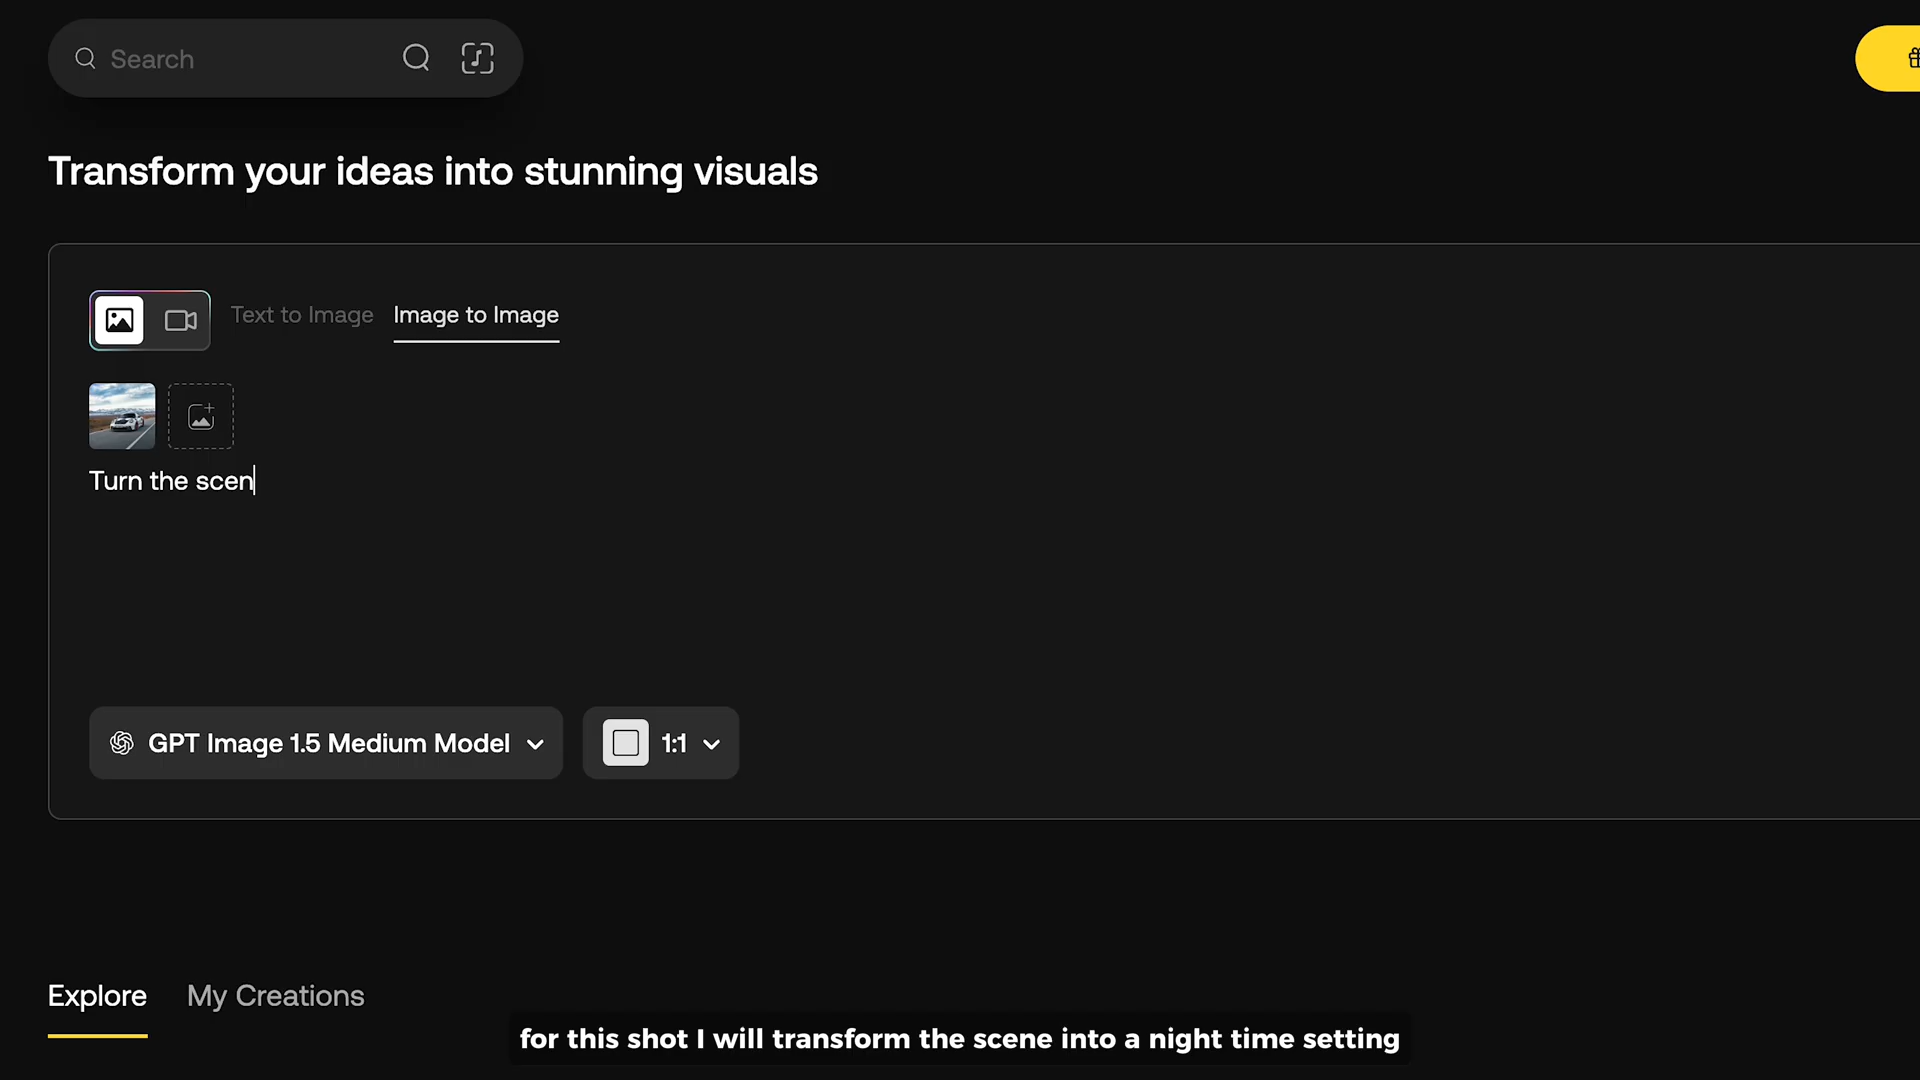 Search
Transform your ideas into stunning visuals
Text to Image
Image to Image
Turn the scen
GPT Image 1.5 Medium Model
1:1
Explore
My Creations
for this shot I will transform the scene into a night time setting